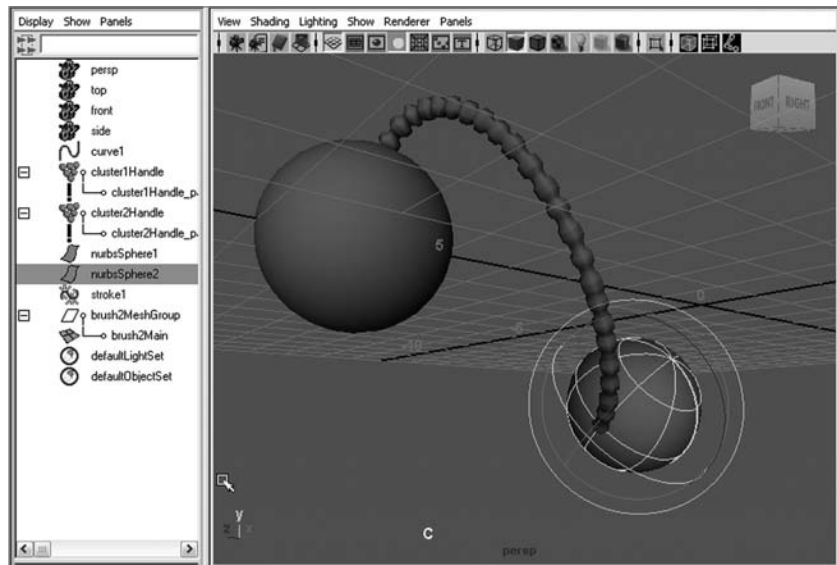 Display Show Panels
View Shading Lighting Show Renderer Panels
persp
top
front
side
curve1
cluster1Handle
cluster1Handle_p
cluster2Handle
cluster2Handle_p
nurbsSphere1
nurbsSphere2
stroke1
brush2MeshGroup
brush2Main
defaultLightSet
defaultObjectSet
FRONT RIGHT
5
0
-10
y
z x
C
persp